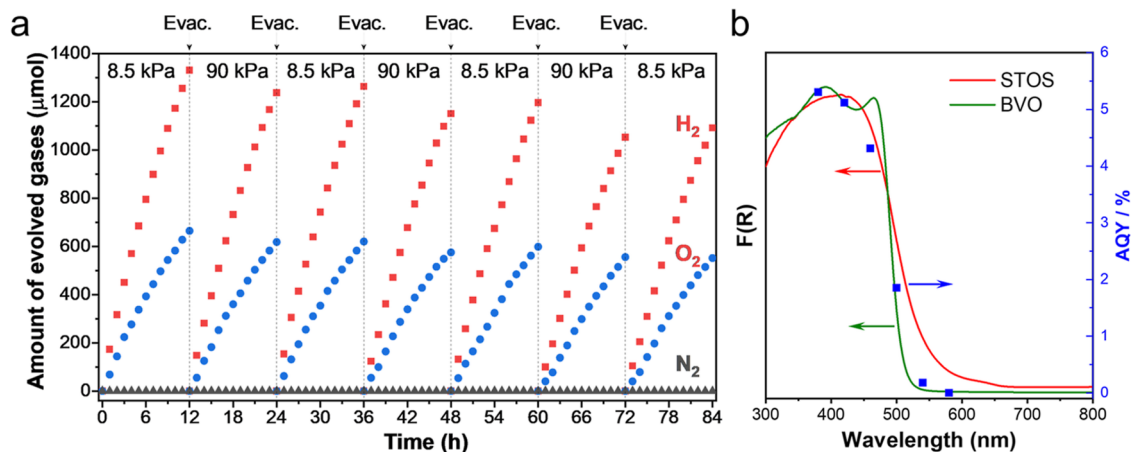 a
Evac. Evac. Evac. Evac. Evac. Evac.
1400
1200
1000
800
600
400
200
0
8.5 kPa 90 kPa 8.5 kPa 90 kPa 8.5 kPa 90 kPa 8.5 kPa
H₂
O₂
N₂
0 6 12 18 24 30 36 42 48 54 60 66 72 78 84
Time (h)
Amount of evolved gases (μmol)
b
STOS
BVO
F(R)
300 400 500 600 700 800
Wavelength (nm)
6
5
4
3
2
1
0
AQY / %